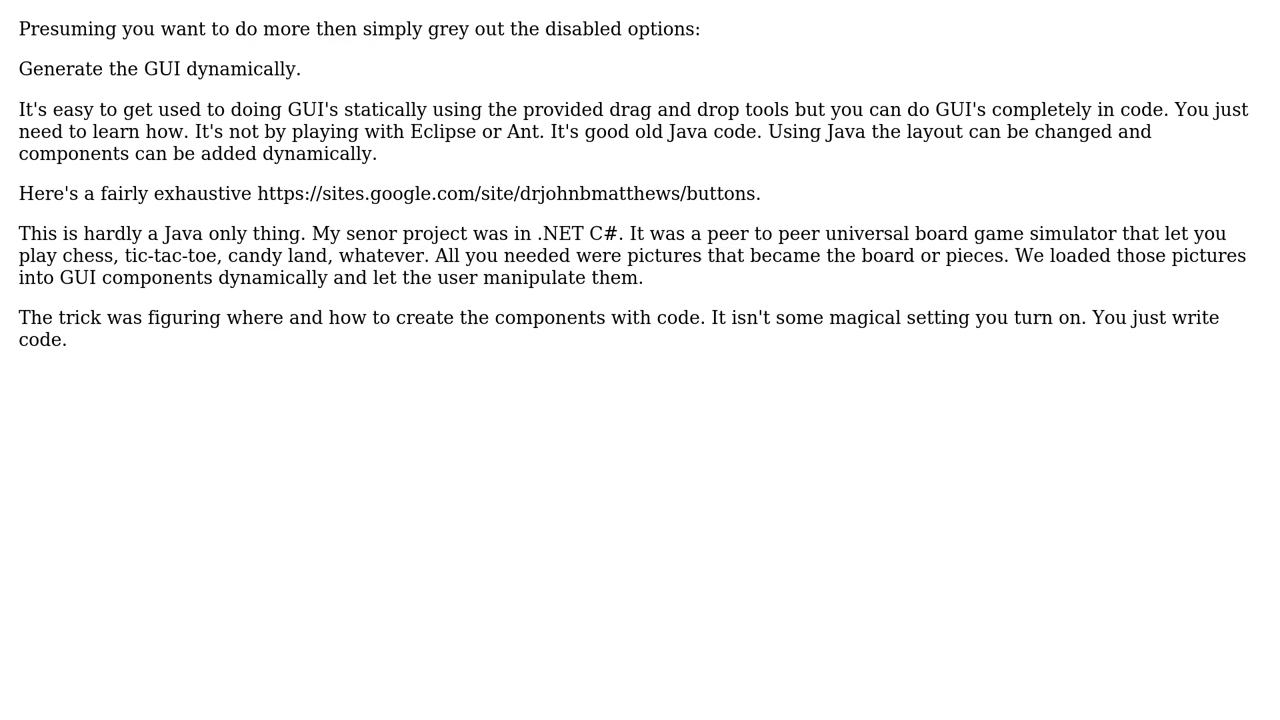 Presuming you want to do more then simply grey out the disabled options:
Generate the GUI dynamically.
It's easy to get used to doing GUI's statically using the provided drag and drop tools but you can do GUI's completely in code. You just
need to learn how. It's not by playing with Eclipse or Ant. It's good old Java code. Using Java the layout can be changed and
components can be added dynamically.
Here's a fairly exhaustive https://sites.google.com/site/drjohnbmatthews/buttons.
This is hardly a Java only thing. My senor project was in .NET C#. It was a peer to peer universal board game simulator that let you
play chess, tic-tac-toe, candy land, whatever. All you needed were pictures that became the board or pieces. We loaded those pictures
into GUI components dynamically and let the user manipulate them.
The trick was figuring where and how to create the components with code. It isn't some magical setting you turn on. You just write
code.